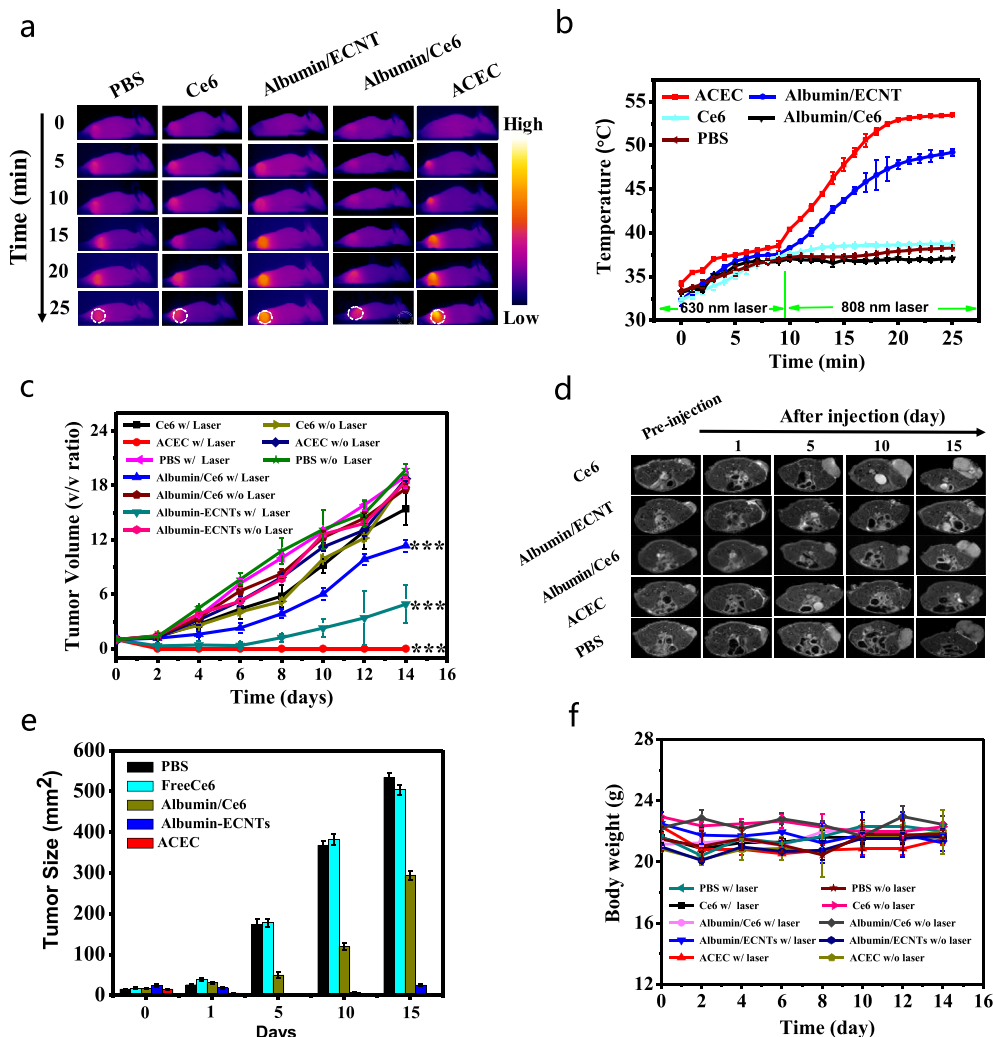 a
PBS
Ce6
Albumin/ECNT
Albumin/Ce6
ACEC
Time (min)
0
5
10
15
20
25
High
Low
b
Temperature (°C)
55
50
45
40
35
30
ACEC
Albumin/ECNT
Ce6
Albumin/Ce6
PBS
630 nm laser
808 nm laser
0 5 10 15 20 25
Time (min)
c
Tumor Volume (v/v ratio)
24
18
12
6
0
Ce6 w/ Laser
Ce6 w/o Laser
ACEC w/ Laser
ACEC w/o Laser
PBS w/ Laser
PBS w/o Laser
Albumin/Ce6 w/ Laser
Albumin/Ce6 w/o Laser
Albumin-ECNTs w/ Laser
Albumin-ECNTs w/o Laser
***
***
***
0 2 4 6 8 10 12 14 16
Time (days)
d
Pre-injection
After injection (day)
1 5 10 15
Ce6
Albumin/ECNT
Albumin/Ce6
ACEC
PBS
e
Tumor Size (mm2)
600
500
400
300
200
100
0
PBS
FreeCe6
Albumin/Ce6
Albumin-ECNTs
ACEC
0 1 5 10 15
Days
f
Body weight (g)
28
24
20
16
12
PBS w/ laser
PBS w/o laser
Ce6 w/ laser
Ce6 w/o laser
Albumin/Ce6 w/ laser
Albumin/Ce6 w/o laser
Albumin/ECNTs w/ laser
Albumin/ECNTs w/o laser
ACEC w/ laser
ACEC w/o laser
0 2 4 6 8 10 12 14 16
Time (day)